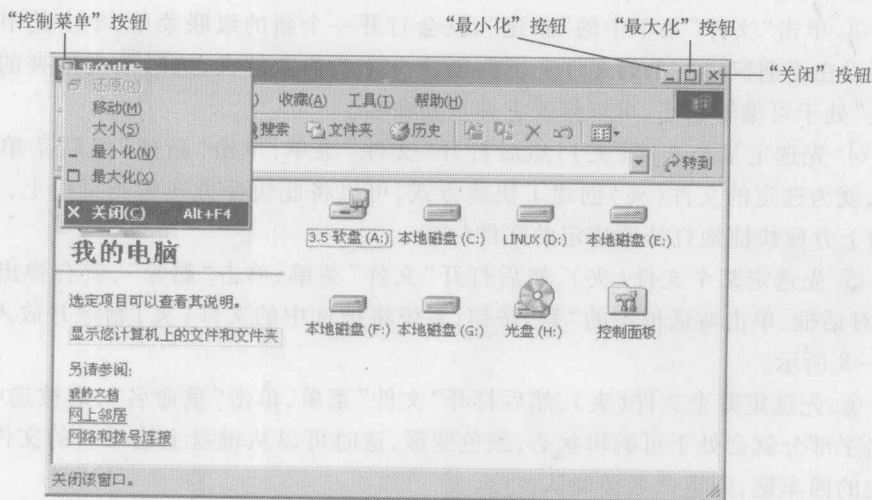 “控制菜单”按钮
“最小化”按钮 “最大化”按钮
“关闭”按钮
我的电脑
还原(R)
移动(M)
大小(S)
最小化(N)
最大化(X)
关闭(C) Alt+F4
收藏(A) 工具(T) 帮助(H)
搜索 文件夹 历史
转到
我的电脑
选定项目可以查看其说明。
显示您计算机上的文件和文件夹
另请参阅:
我的文档
网上邻居
网络和拨号连接
3.5 软盘 (A:) 本地磁盘 (C:) LINUX (D:) 本地磁盘 (E:)
本地磁盘 (F:) 本地磁盘 (G:) 光盘 (H:) 控制面板
关闭该窗口。